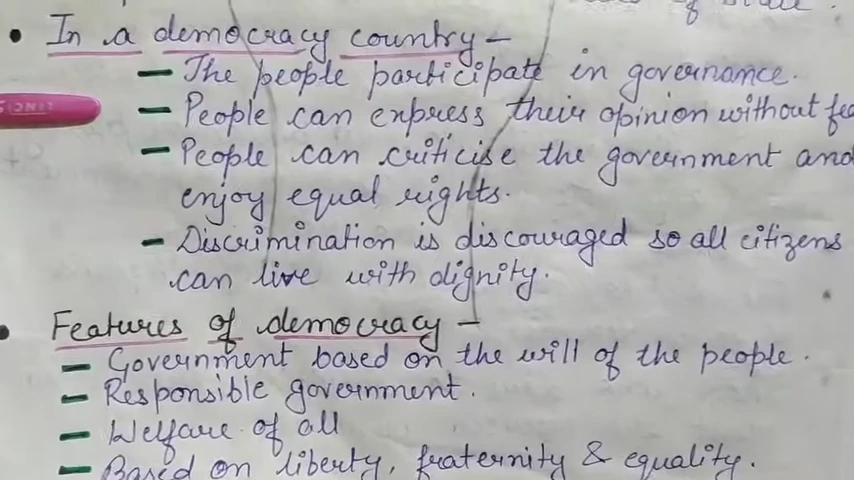 • In a democracy country –
– The people participate in governance.
– People can express their opinion without
– People can criticise the government and
enjoy equal rights.
– Discrimination is discouraged so all citizens
can live with dignity.
• Features of democracy –
– Government based on the will of the people.
– Responsible government.
– Welfare of all
– Based on liberty, fraternity & equality.